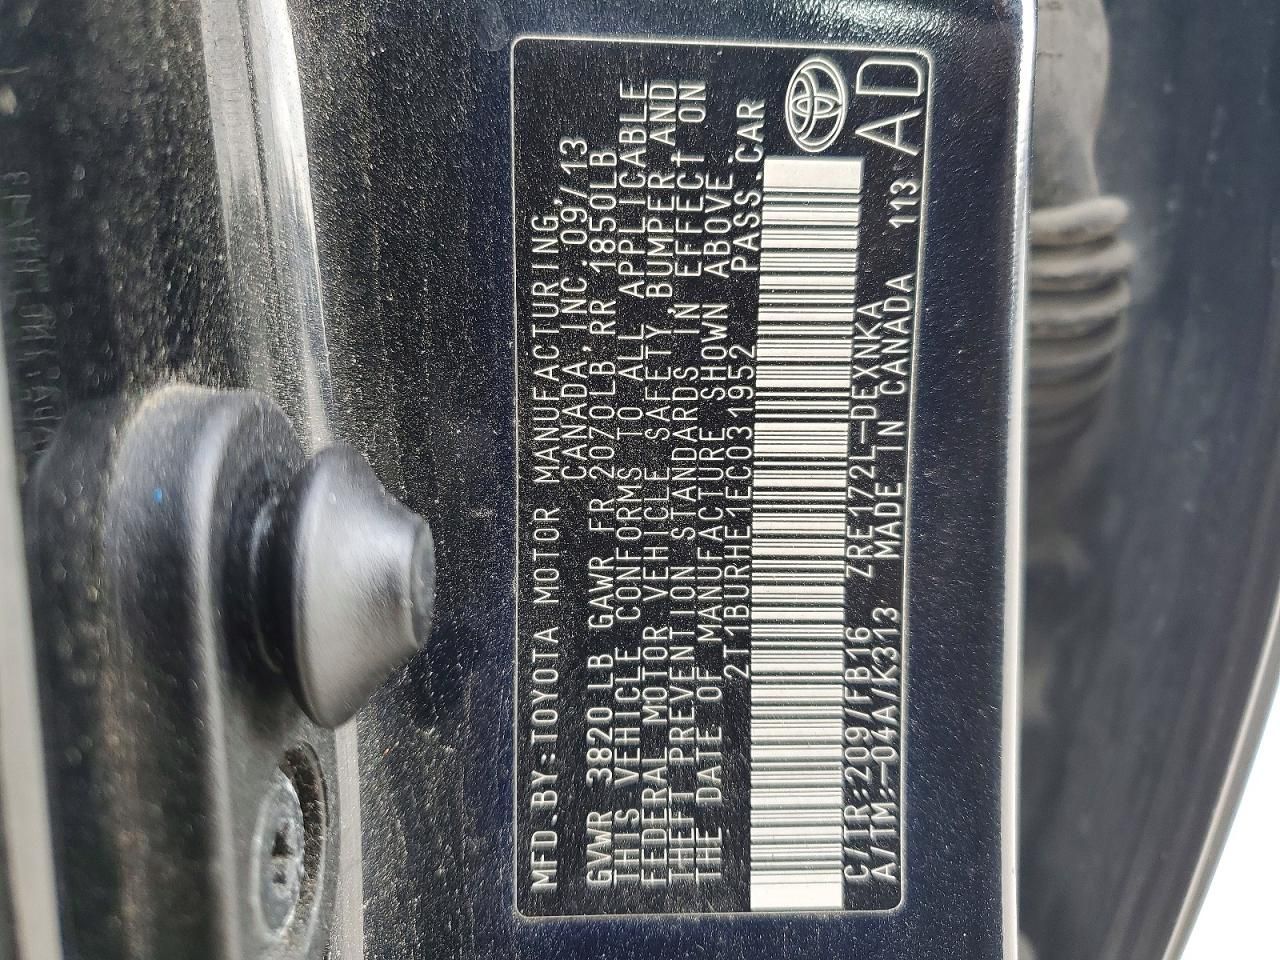 MFD.BY:TOYOTA MOTOR MANUFACTURING,
CANADA, INC. 09/13
GVWR 3820LB GAWR FR 2070LB RR 1850LB
THIS VEHICLE CONFORMS TO ALL APPLICABLE
FEDERAL MOTOR VEHICLE SAFETY, BUMPER, AND
THEFT PREVENTION STANDARDS IN EFFECT ON
THE DATE OF MANUFACTURE SHOWN ABOVE.
2T1BURHE1EC031952 PASS.CAR
C/TR:209/FB16 ZRE172L-DEXNKA
A/TM:-04A/K313 MADE IN CANADA 113
AD